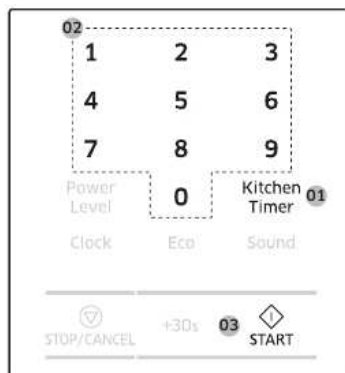 02
1 2 3
4 5 6
7 8 9
Power Level 0 Kitchen Timer 01
Clock Eco Sound
STOP/CANCEL +30s 03 START